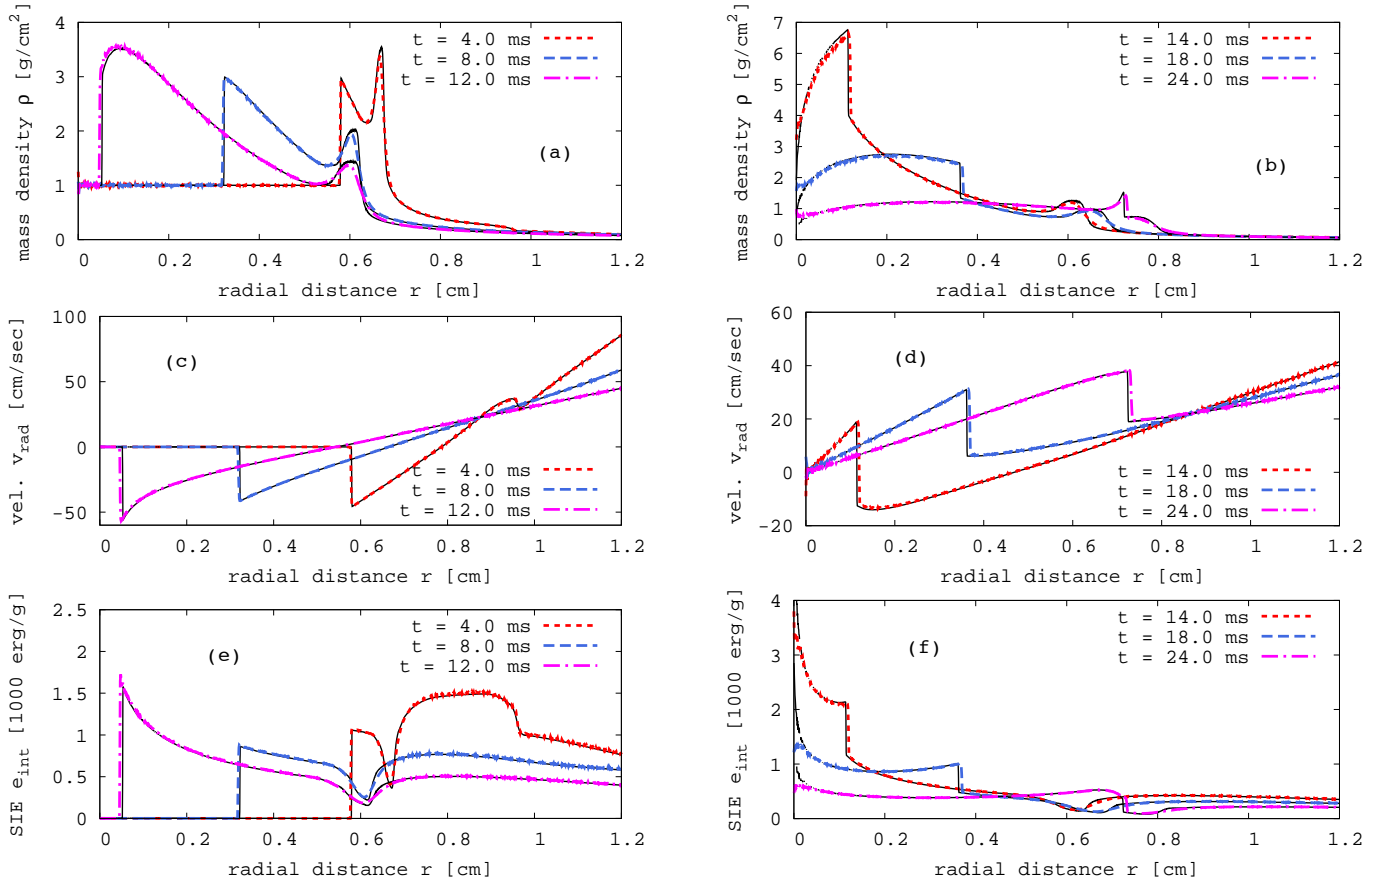 mass density ρ [g/cm²]
4
3
2
1
0
t = 4.0 ms
t = 8.0 ms
t = 12.0 ms
(a)
0 0.2 0.4 0.6 0.8 1 1.2
radial distance r [cm]
mass density ρ [g/cm²]
7
6
5
4
3
2
1
0
t = 14.0 ms
t = 18.0 ms
t = 24.0 ms
(b)
0 0.2 0.4 0.6 0.8 1 1.2
radial distance r [cm]
vel. v_rad [cm/sec]
100
50
0
-50
(c)
t = 4.0 ms
t = 8.0 ms
t = 12.0 ms
0 0.2 0.4 0.6 0.8 1 1.2
radial distance r [cm]
vel. v_rad [cm/sec]
60
40
20
0
-20
(d)
t = 14.0 ms
t = 18.0 ms
t = 24.0 ms
0 0.2 0.4 0.6 0.8 1 1.2
radial distance r [cm]
SIE e_int [1000 erg/g]
2.5
2
1.5
1
0.5
0
t = 4.0 ms
t = 8.0 ms
t = 12.0 ms
(e)
0 0.2 0.4 0.6 0.8 1 1.2
radial distance r [cm]
SIE e_int [1000 erg/g]
4
3
2
1
0
t = 14.0 ms
t = 18.0 ms
t = 24.0 ms
(f)
0 0.2 0.4 0.6 0.8 1 1.2
radial distance r [cm]